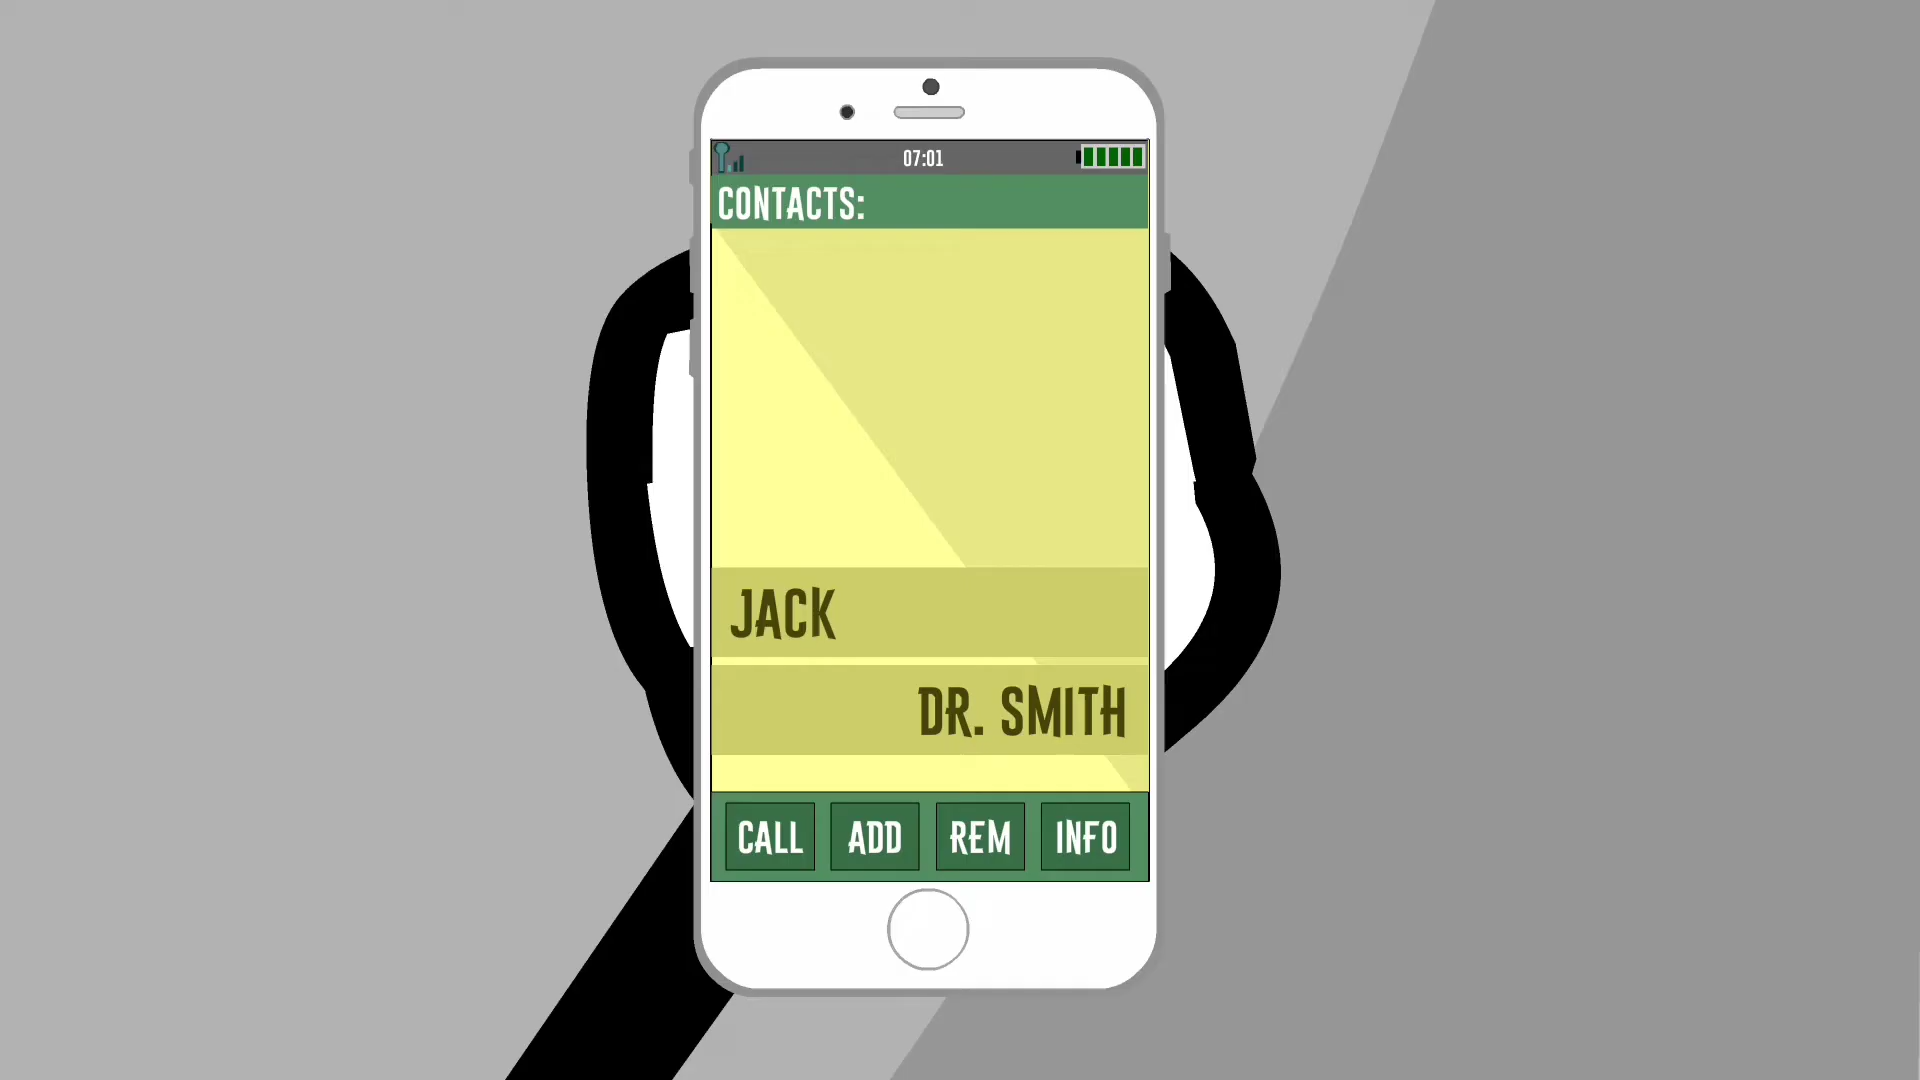 07:01
CONTACTS:
JACK
DR. SMITH
CALL ADD REM INFO